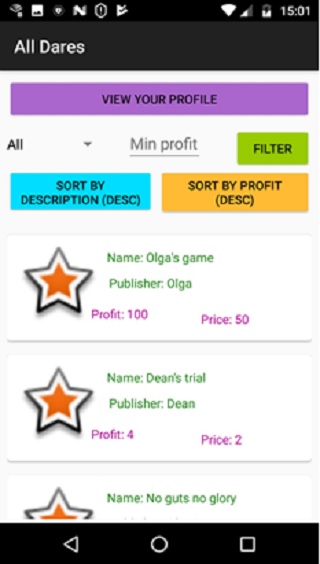 15:01
All Dares
VIEW YOUR PROFILE
All
Min profit
FILTER
SORT BY
DESCRIPTION (DESC)
SORT BY PROFIT
(DESC)
Name: Olga's game
Publisher: Olga
Profit: 100
Price: 50
Name: Dean's trial
Publisher: Dean
Profit: 4
Price: 2
Name: No guts no glory